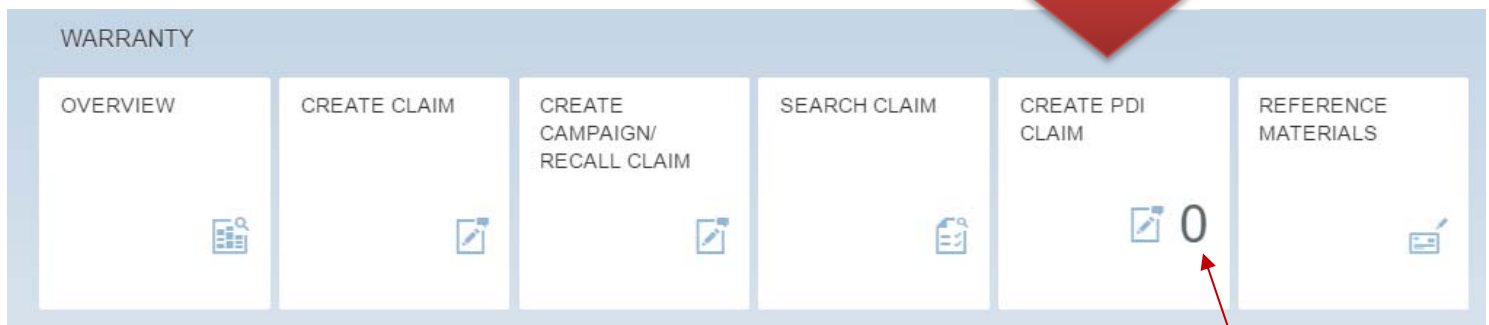 WARRANTY
OVERVIEW
CREATE CLAIM
CREATE
CAMPAIGN/
RECALL CLAIM
SEARCH CLAIM
CREATE PDI
CLAIM
0
REFERENCE
MATERIALS